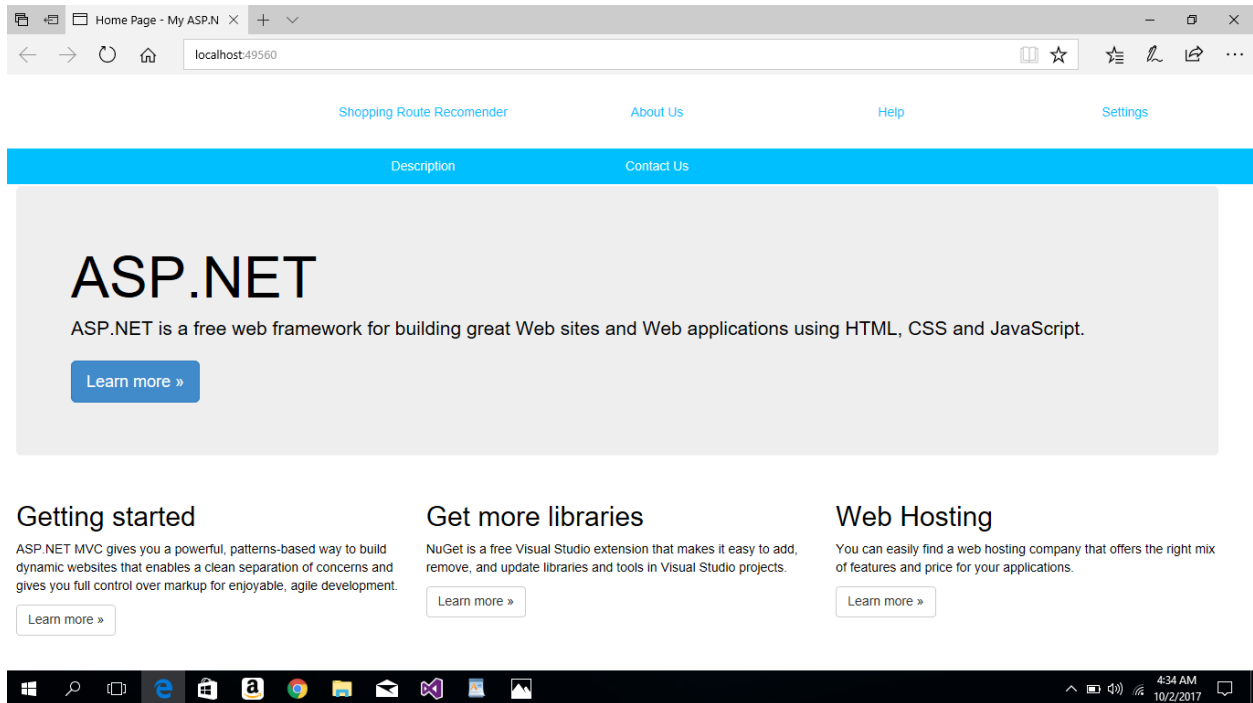 Home Page - My ASP.N
localhost:49560
Shopping Route Recomender About Us Help Settings
Description Contact Us
ASP.NET
ASP.NET is a free web framework for building great Web sites and Web applications using HTML, CSS and JavaScript.
Learn more »
Getting started
ASP.NET MVC gives you a powerful, patterns-based way to build
dynamic websites that enables a clean separation of concerns and
gives you full control over markup for enjoyable, agile development.
Learn more »
Get more libraries
NuGet is a free Visual Studio extension that makes it easy to add,
remove, and update libraries and tools in Visual Studio projects.
Learn more »
Web Hosting
You can easily find a web hosting company that offers the right mix
of features and price for your applications.
Learn more »
4:34 AM
10/2/2017